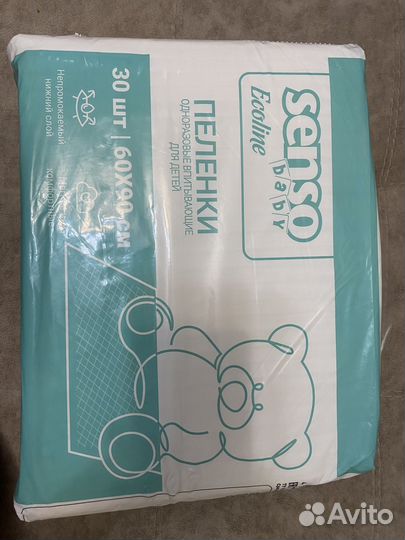 senso
baby
Ecoline
ПЕЛЕНКИ
ОДНОРАЗОВЫЕ ВПИТЫВАЮЩИЕ
ДЛЯ ДЕТЕЙ
30 ШТ | 60X90 СМ
Непромокаемый
нижний слой
Avito